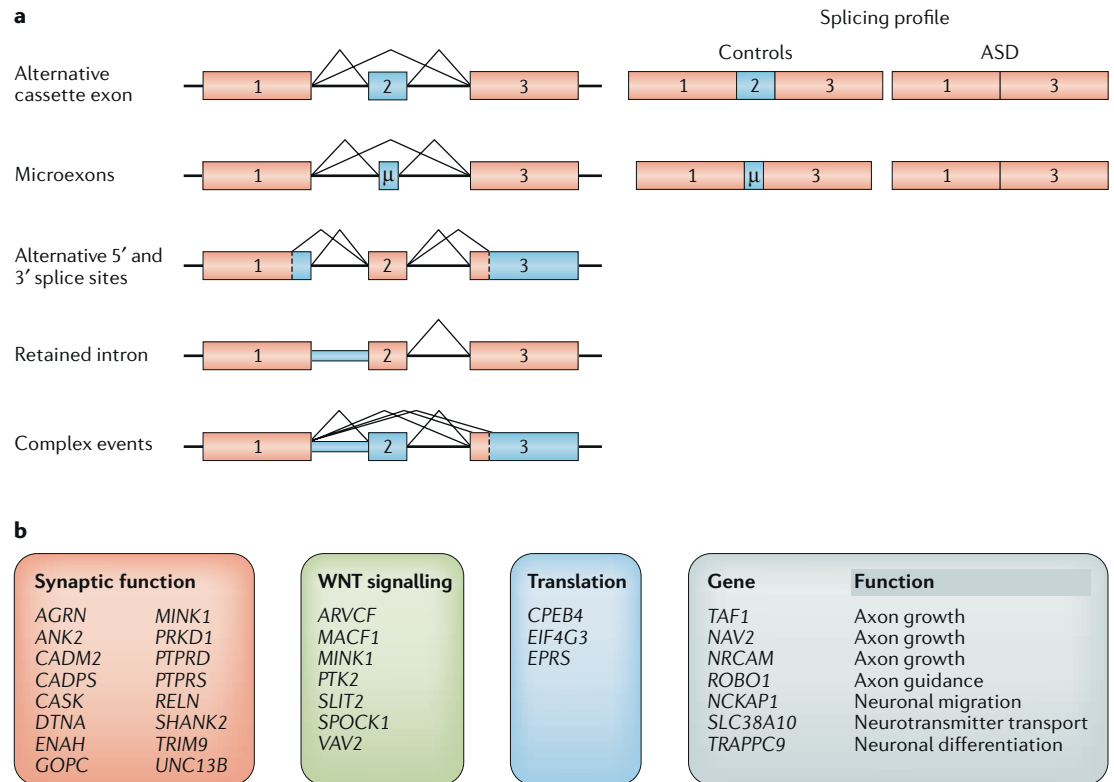 a
Splicing profile
Controls
ASD
Alternative
cassette exon
1
2
3
1
2
3
1
3
Microexons
1
μ
3
1
μ
3
1
3
Alternative 5′ and
3′ splice sites
1
2
3
Retained intron
1
2
3
Complex events
1
2
3
b
Synaptic function
AGRN
ANK2
CADM2
CADPS
CASK
DTNA
ENAH
GOPC
MINK1
PRKD1
PTPRD
PTPRS
RELN
SHANK2
TRIM9
UNC13B
WNT signalling
ARVCF
MACF1
MINK1
PTK2
SLIT2
SPOCK1
VAV2
Translation
CPEB4
EIF4G3
EPRS
Gene Function
TAF1 Axon growth
NAV2 Axon growth
NRCAM Axon growth
ROBO1 Axon guidance
NCKAP1 Neuronal migration
SLC38A10 Neurotransmitter transport
TRAPPC9 Neuronal differentiation